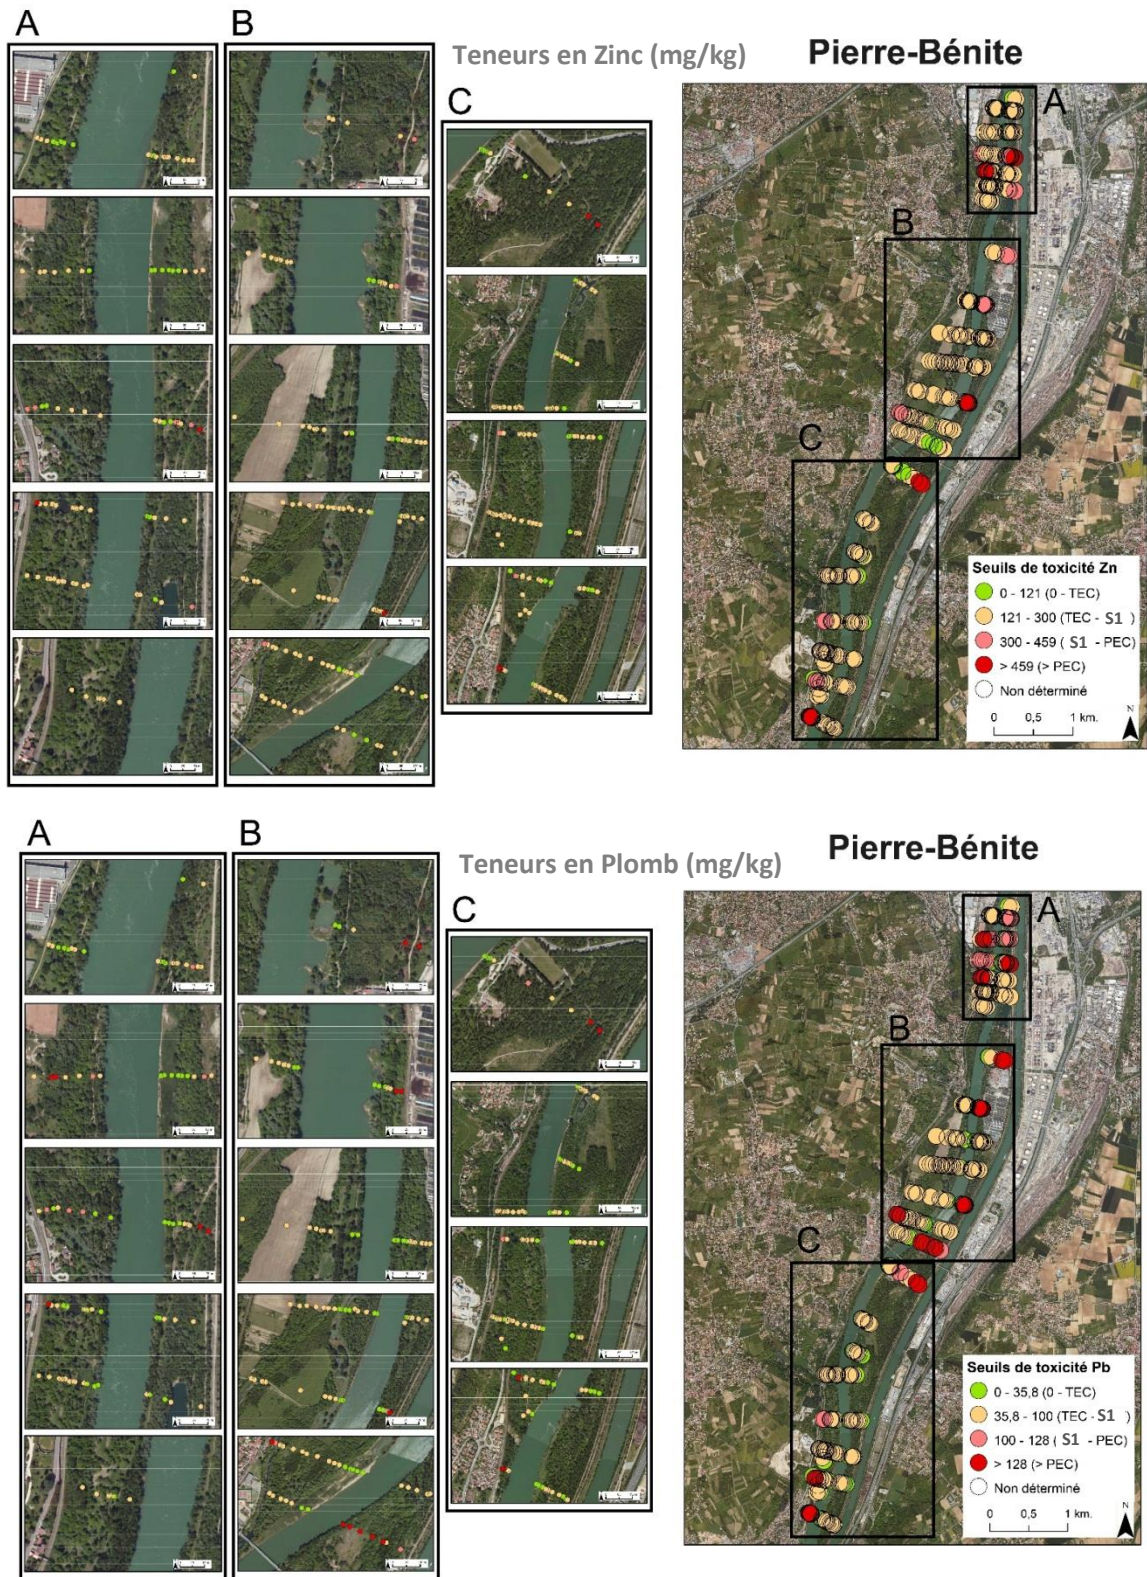 A
B
Teneurs en Zinc (mg/kg)
Pierre-Bénite
C
A
B
C
Seuils de toxicité Zn
0 - 121 (0 - TEC)
121 - 300 (TEC - S1 )
300 - 459 ( S1 - PEC)
> 459 (> PEC)
Non déterminé
N
0 0,5 1 km.
A
B
Teneurs en Plomb (mg/kg)
Pierre-Bénite
C
A
B
C
Seuils de toxicité Pb
0 - 35,8 (0 - TEC)
35,8 - 100 (TEC - S1 )
100 - 128 ( S1 - PEC)
> 128 (> PEC)
Non déterminé
N
0 0,5 1 km.